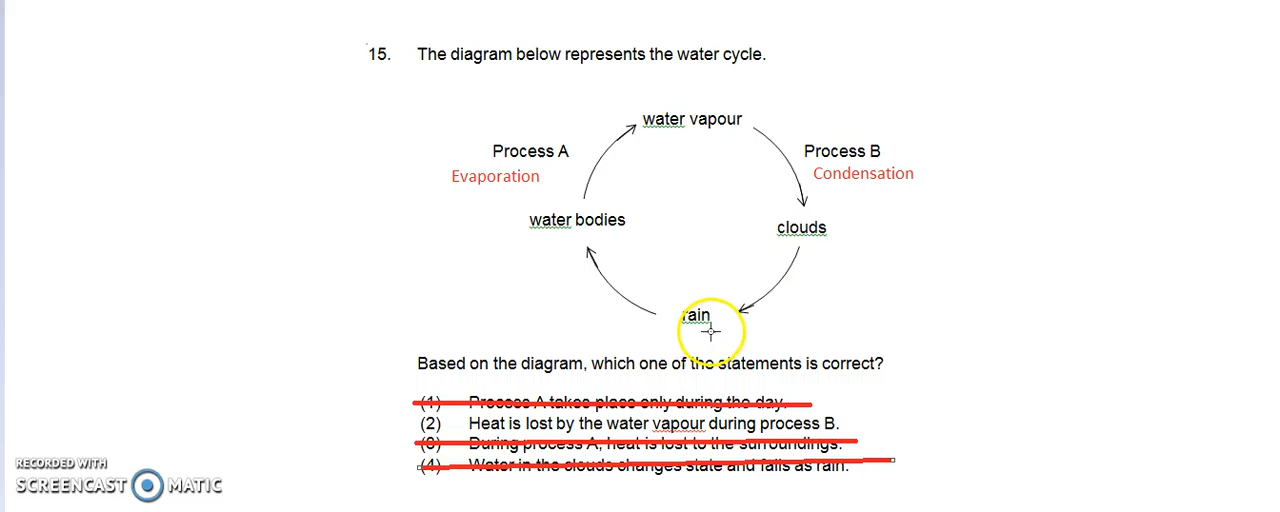 15. The diagram below represents the water cycle.
water vapour
Process A
Process B
Evaporation
Condensation
water bodies
clouds
rain
Based on the diagram, which one of the statements is correct?
(1) Process A takes place only during the day.
(2) Heat is lost by the water vapour during process B.
(3) During process A, heat is lost to the surroundings.
(4) Water in the clouds changes state and falls as rain.
RECORDED WITH
SCREENCAST MATIC